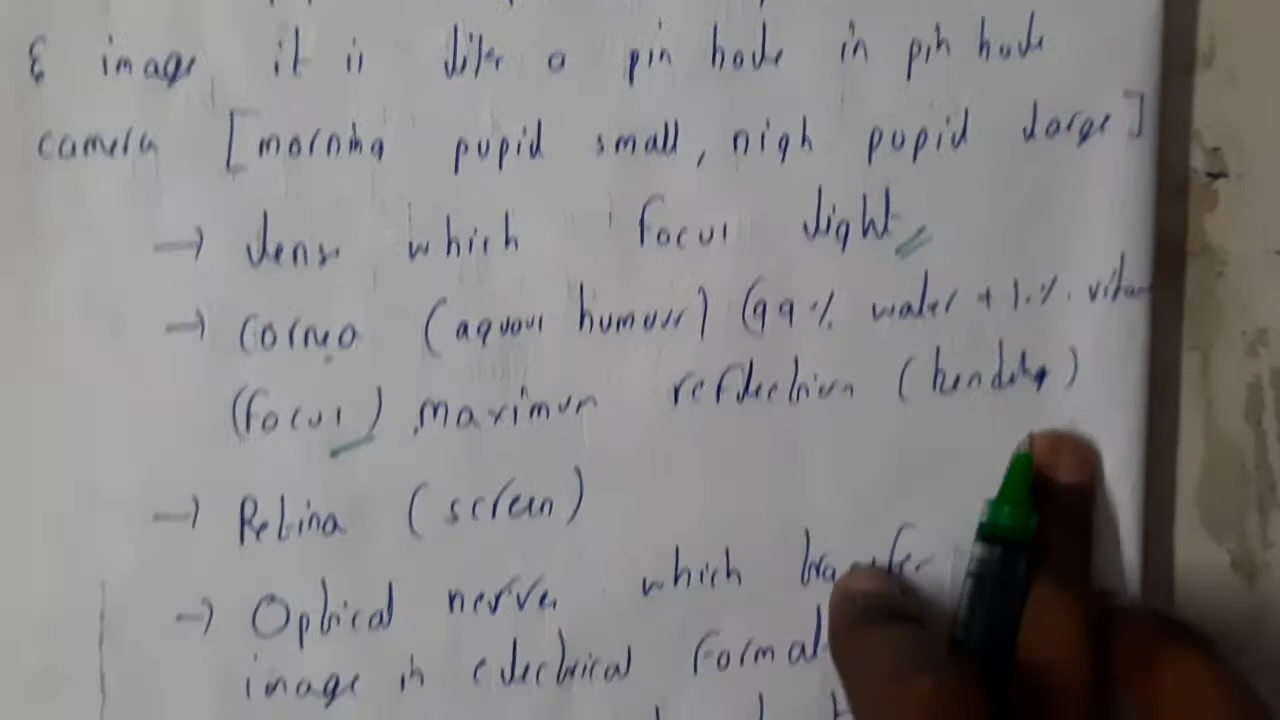 & image it is like a pin hole in pin hole
camera [morning pupil small, nigh pupil large]
→ lens which focus light
→ cornea (aquous humour) (99% water + 1.%. vitam
(focus) maximum reflection (bending)
→ Retina (screen)
→ Optical nerve which transfer
image in electrical format